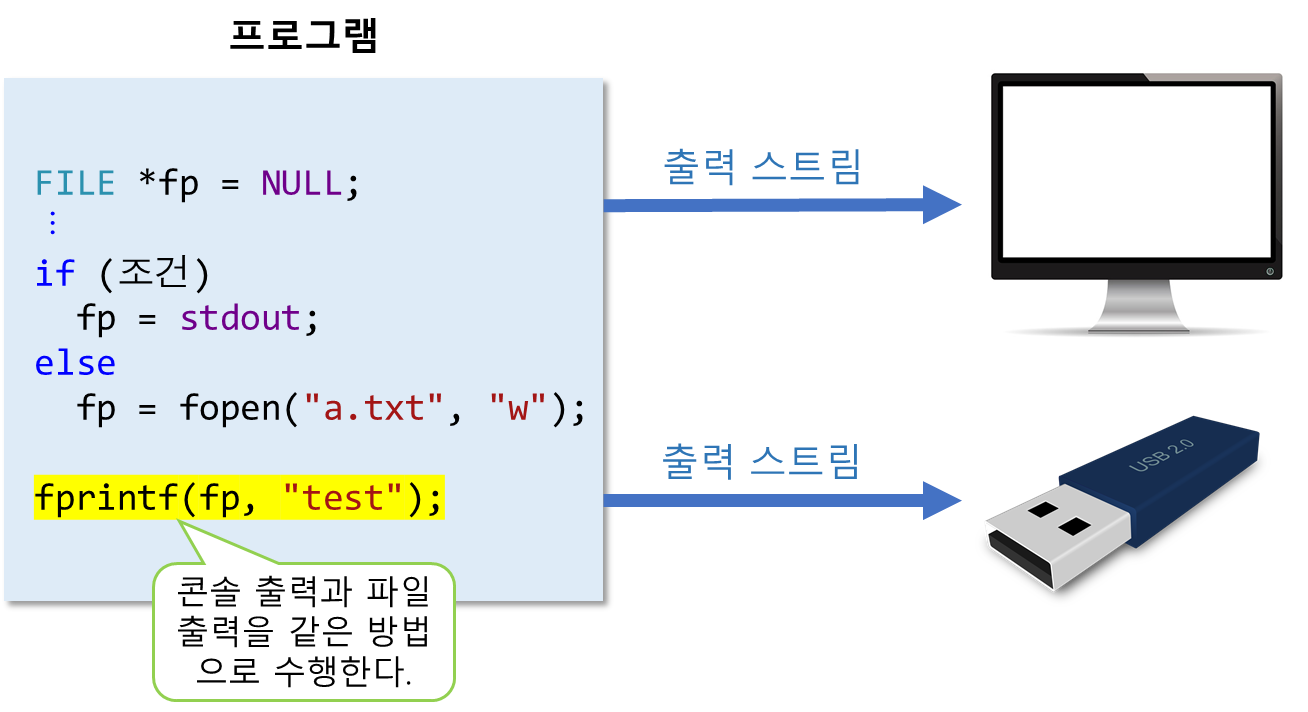 프로그램
FILE *fp = NULL;
⋮
if (조건)
  fp = stdout;
else
  fp = fopen("a.txt", "w");
fprintf(fp, "test");
콘솔 출력과 파일
출력을 같은 방법
으로 수행한다.
출력 스트림
출력 스트림
USB 2.0